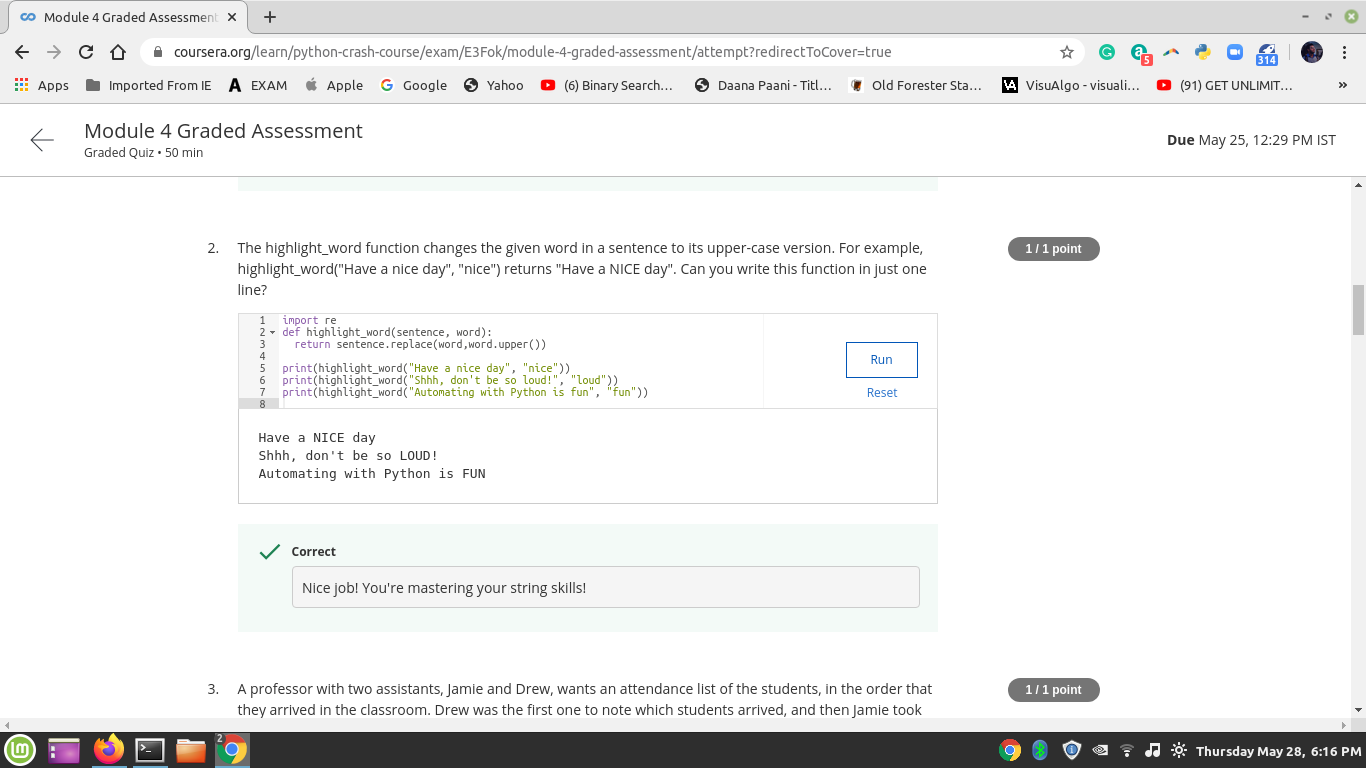 Module 4 Graded Assessment
coursera.org/learn/python-crash-course/exam/E3Fok/module-4-graded-assessment/attempt?redirectToCover=true
5
314
Apps Imported From IE EXAM Apple Google Yahoo (6) Binary Search... Daana Paani - Titl... Old Forester Sta... VisuAlgo - visuali... (91) GET UNLIMIT... »
Module 4 Graded Assessment
Graded Quiz • 50 min
Due May 25, 12:29 PM IST
2. The highlight_word function changes the given word in a sentence to its upper-case version. For example,
highlight_word("Have a nice day", "nice") returns "Have a NICE day". Can you write this function in just one
line?
1 / 1 point
1 import re
2 def highlight_word(sentence, word):
3 return sentence.replace(word,word.upper())
4
5 print(highlight_word("Have a nice day", "nice"))
6 print(highlight_word("Shhh, don't be so loud!", "loud"))
7 print(highlight_word("Automating with Python is fun", "fun"))
8
Run
Reset
Have a NICE day
Shhh, don't be so LOUD!
Automating with Python is FUN
Correct
Nice job! You're mastering your string skills!
3. A professor with two assistants, Jamie and Drew, wants an attendance list of the students, in the order that
they arrived in the classroom. Drew was the first one to note which students arrived, and then Jamie took
1 / 1 point
2
Thursday May 28, 6:16 PM